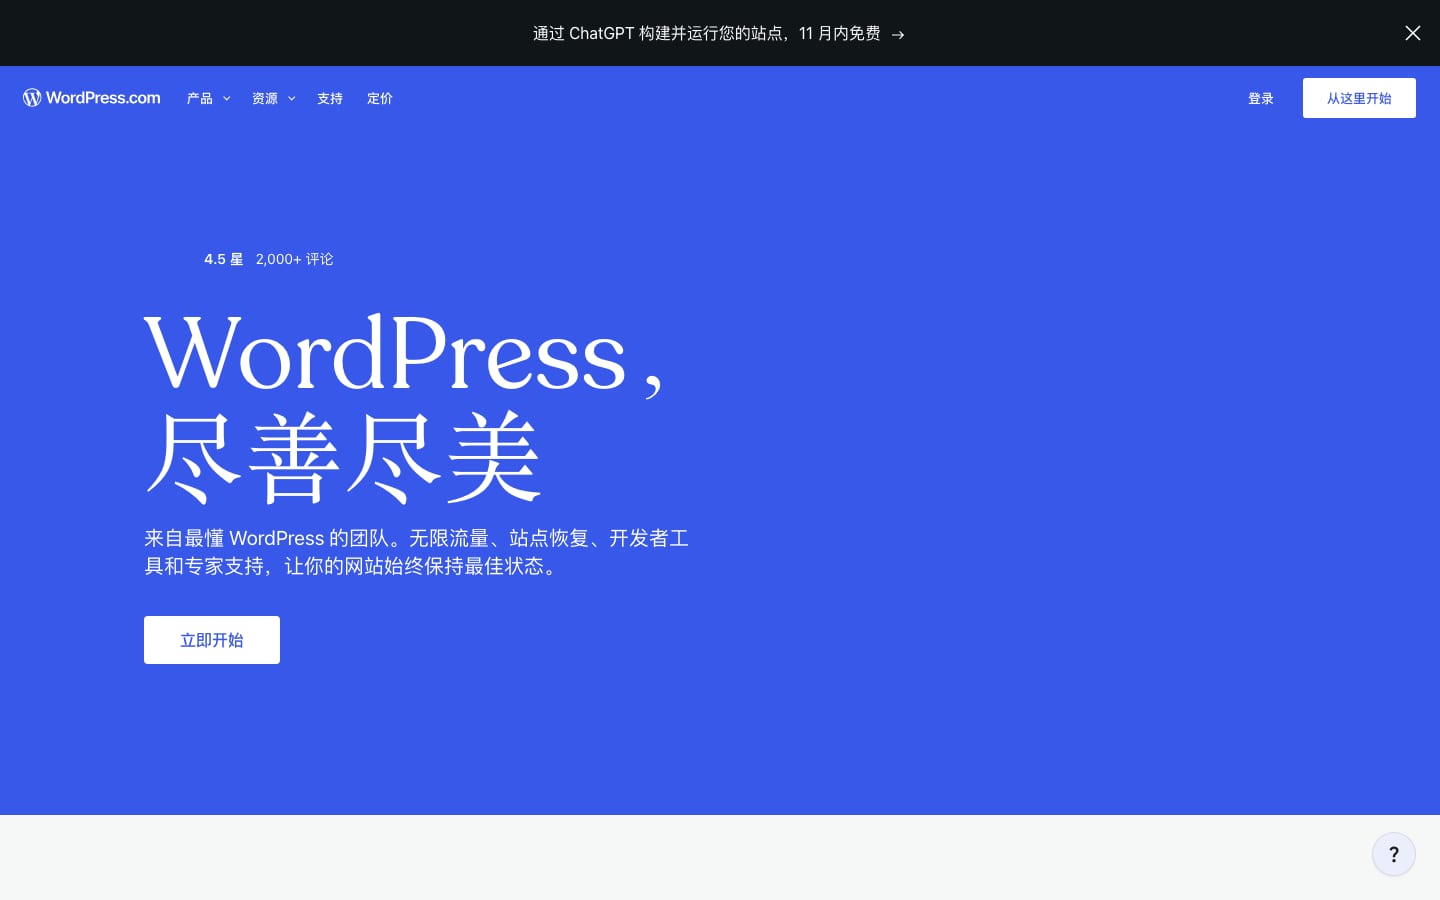 通过 ChatGPT 构建并运行您的站点，11 月内免费 →
WordPress.com 产品 资源 支持 定价 登录 从这里开始
4.5 星 2,000+ 评论
WordPress，
尽善尽美
来自最懂 WordPress 的团队。无限流量、站点恢复、开发者工
具和专家支持，让你的网站始终保持最佳状态。
立即开始
?